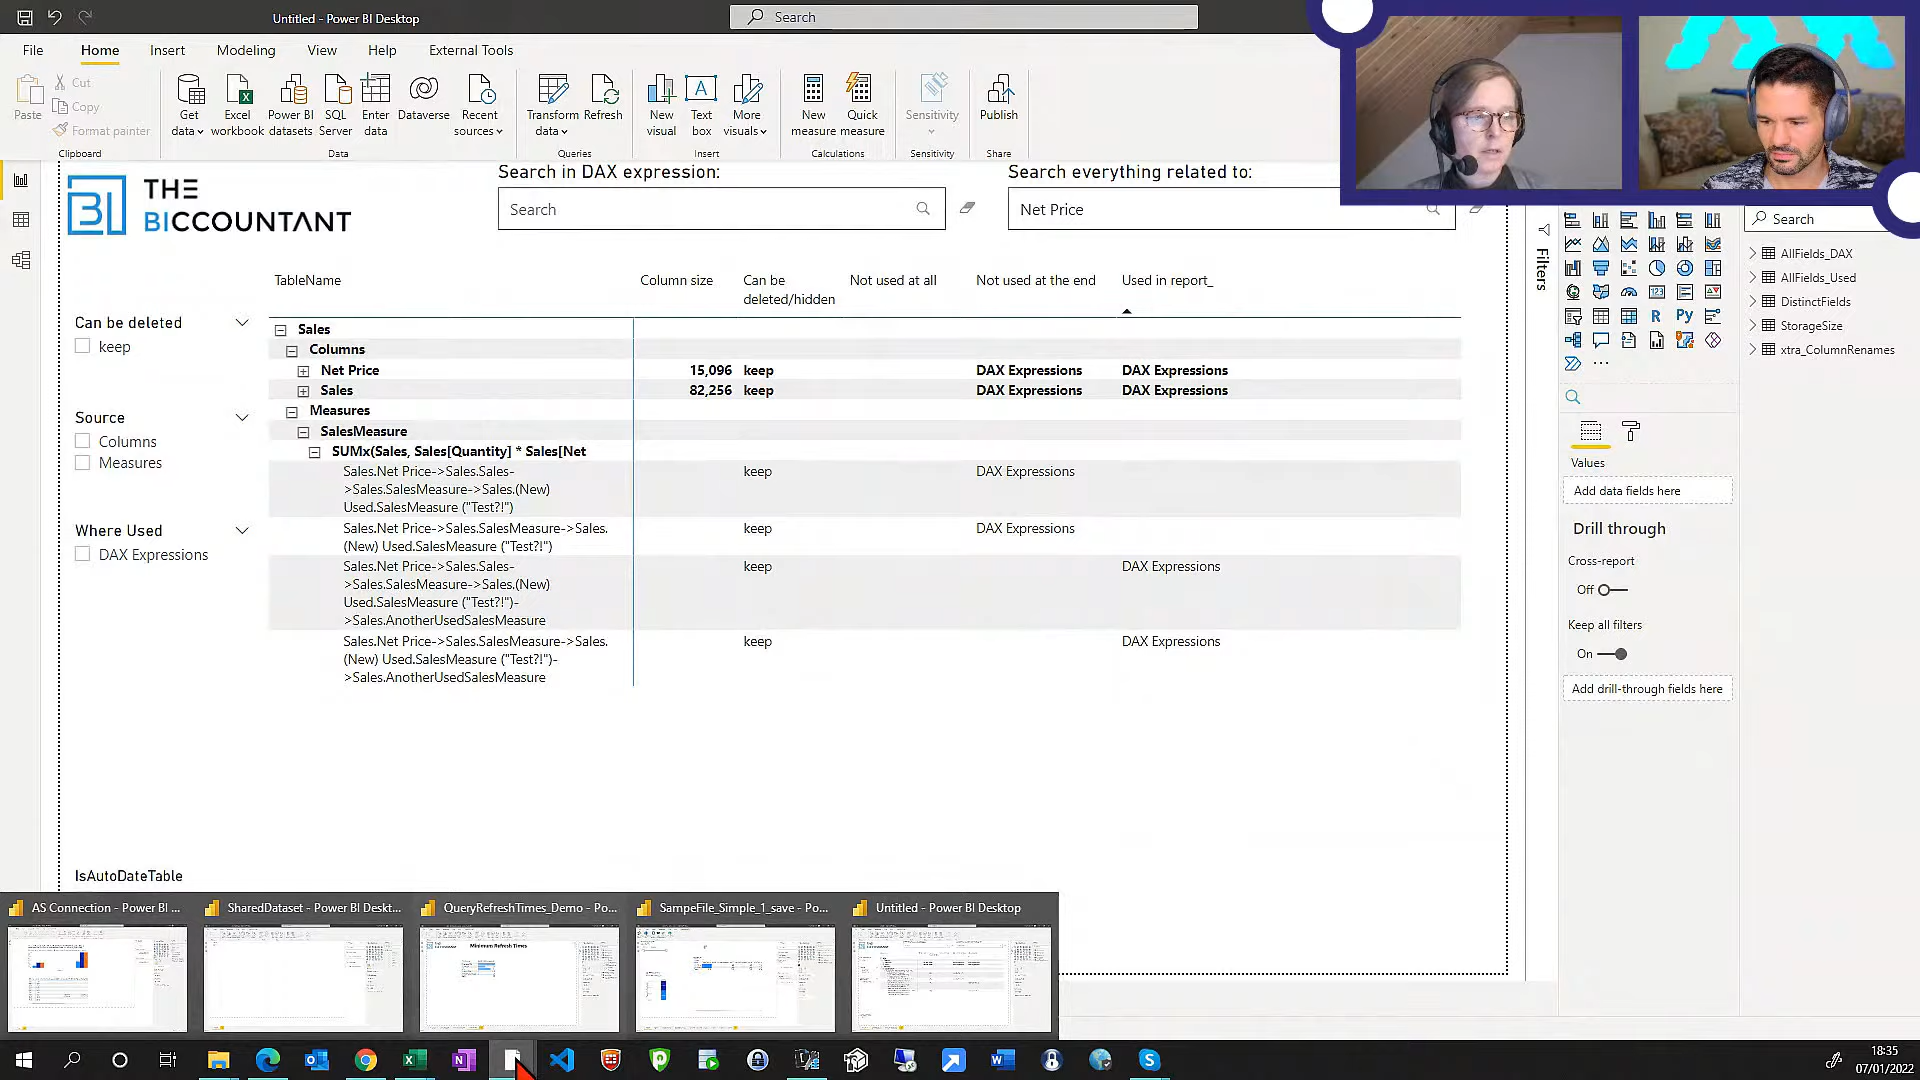 Untitled - Power BI Desktop
Search
File
Home
Insert
Modeling
View
Help
External Tools
Paste
Cut
Copy
Format painter
Clipboard
Get data
Excel workbook
Power BI datasets
SQL Server
Enter data
Dataverse
Recent sources
Data
Transform data
Refresh
Queries
New visual
Text box
More visuals
Insert
New measure
Quick measure
Calculations
Sensitivity
Sensitivity
Publish
Share
THE
BICCOUNTANT
Search in DAX expression:
Search
Search everything related to:
Net Price
TableName
Column size
Can be deleted/hidden
Not used at all
Not used at the end
Used in report_
Can be deleted
keep
Source
Columns
Measures
Where Used
DAX Expressions
Sales
Columns
Net Price 15,096 keep DAX Expressions DAX Expressions
Sales 82,256 keep DAX Expressions DAX Expressions
Measures
SalesMeasure
SUMx(Sales, Sales[Quantity] * Sales[Net
Sales.Net Price->Sales.Sales- keep DAX Expressions
>Sales.SalesMeasure->Sales.(New)
Used.SalesMeasure ("Test?!")
Sales.Net Price->Sales.SalesMeasure->Sales. keep DAX Expressions
(New) Used.SalesMeasure ("Test?!")
Sales.Net Price->Sales.Sales- keep DAX Expressions
>Sales.SalesMeasure->Sales.(New)
Used.SalesMeasure ("Test?!")-
>Sales.AnotherUsedSalesMeasure
Sales.Net Price->Sales.SalesMeasure->Sales. keep DAX Expressions
(New) Used.SalesMeasure ("Test?!")-
>Sales.AnotherUsedSalesMeasure
IsAutoDateTable
Filters
Values
Add data fields here
Drill through
Cross-report
Off
Keep all filters
On
Add drill-through fields here
Search
AllFields_DAX
AllFields_Used
DistinctFields
StorageSize
xtra_ColumnRenames
AS Connection - Power BI ...
SharedDataset - Power BI Deskt...
QueryRefreshTimes_Demo - Po...
SampeFile_Simple_1_save - Po...
Untitled - Power BI Desktop
Minimum Refresh Times
18:35
07/01/2022